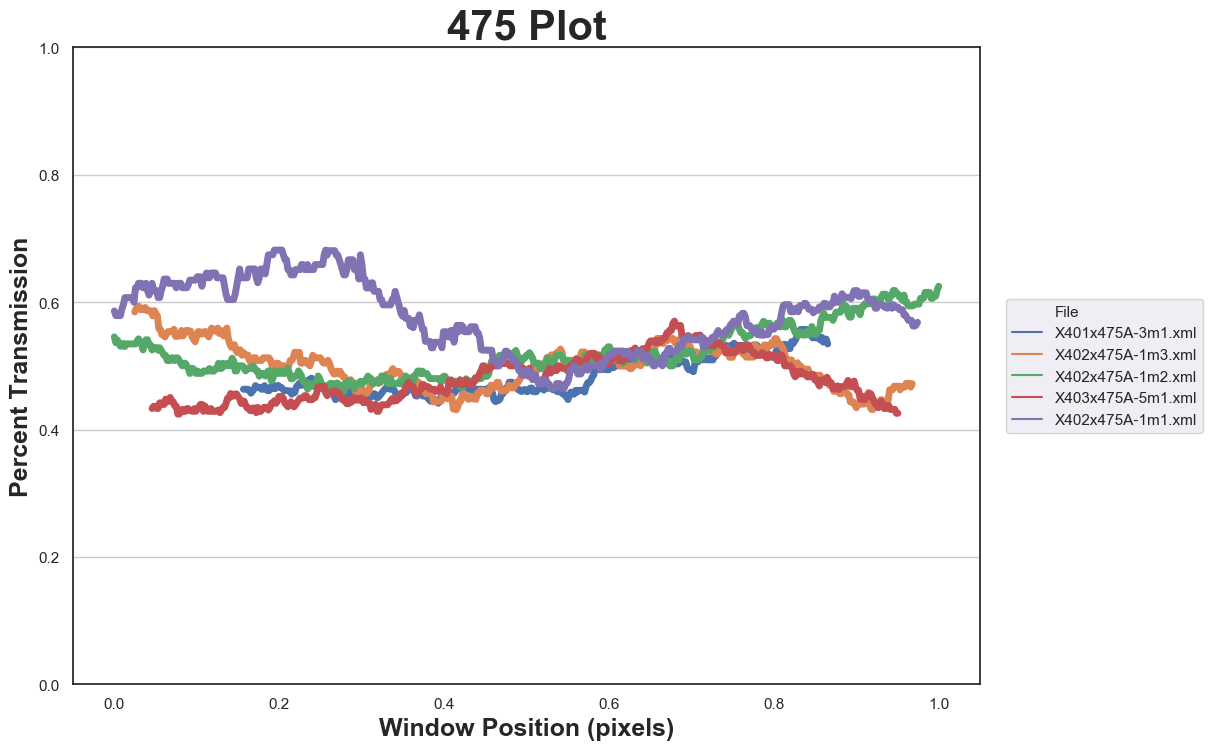 475 Plot
1.0
0.8
0.6
0.4
0.2
0.0
Percent Transmission
0.0 0.2 0.4 0.6 0.8 1.0
Window Position (pixels)
File
X401x475A-3m1.xml
X402x475A-1m3.xml
X402x475A-1m2.xml
X403x475A-5m1.xml
X402x475A-1m1.xml